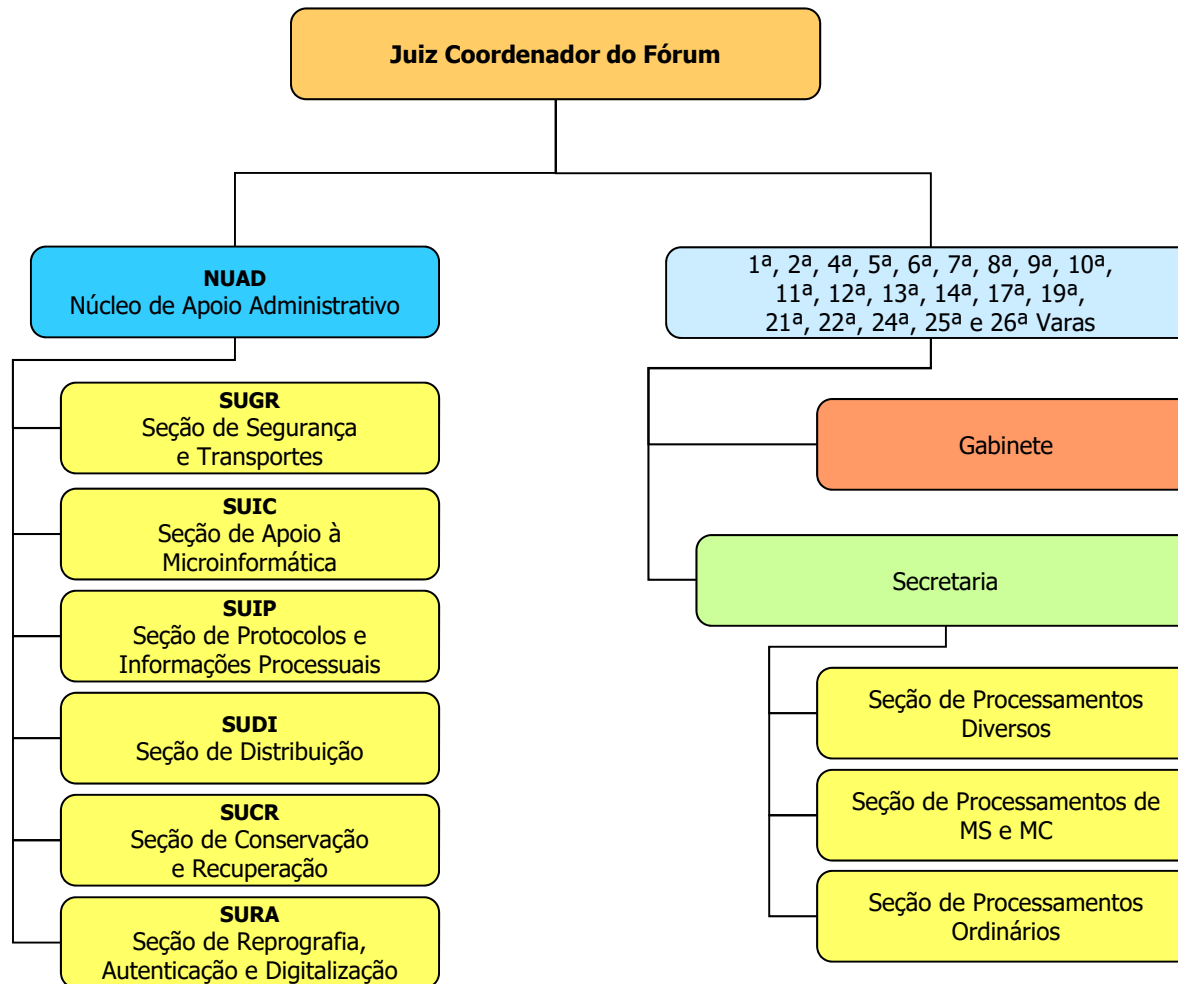 Juiz Coordenador do Fórum
NUAD
Núcleo de Apoio Administrativo
SUGR
Seção de Segurança
e Transportes
SUIC
Seção de Apoio à
Microinformática
SUIP
Seção de Protocolos e
Informações Processuais
SUDI
Seção de Distribuição
SUCR
Seção de Conservação
e Recuperação
SURA
Seção de Reprografia,
Autenticação e Digitalização
1ª, 2ª, 4ª, 5ª, 6ª, 7ª, 8ª, 9ª, 10ª,
11ª, 12ª, 13ª, 14ª, 17ª, 19ª,
21ª, 22ª, 24ª, 25ª e 26ª Varas
Gabinete
Secretaria
Seção de Processamentos
Diversos
Seção de Processamentos de
MS e MC
Seção de Processamentos
Ordinários